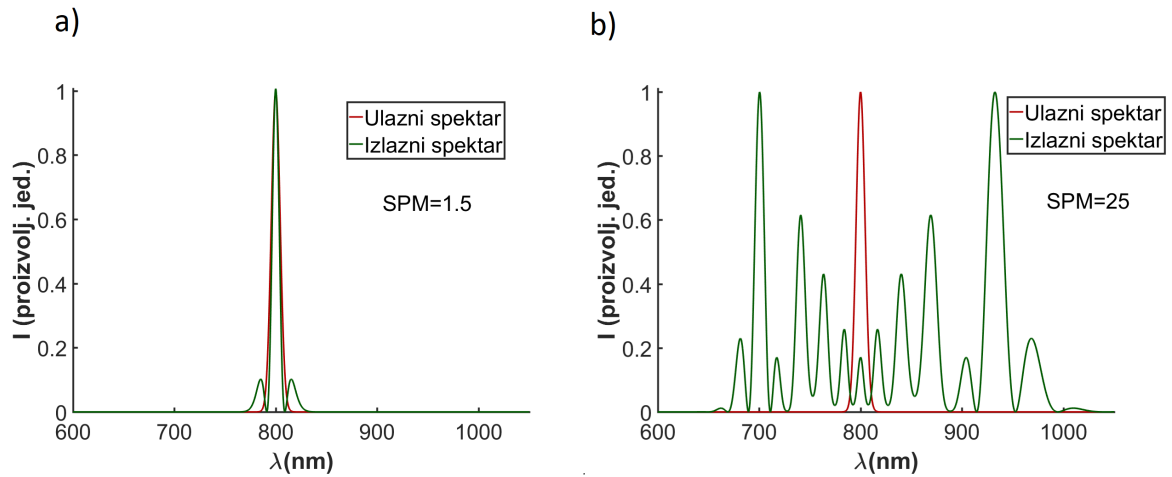 a)
1
0.8
0.6
0.4
0.2
0
I (proizvolj. jed.)
Ulazni spektar
Izlazni spektar
SPM=1.5
600
700
800
900
1000
λ(nm)
b)
1
0.8
0.6
0.4
0.2
0
I (proizvolj. jed.)
Ulazni spektar
Izlazni spektar
SPM=25
600
700
800
900
1000
λ(nm)